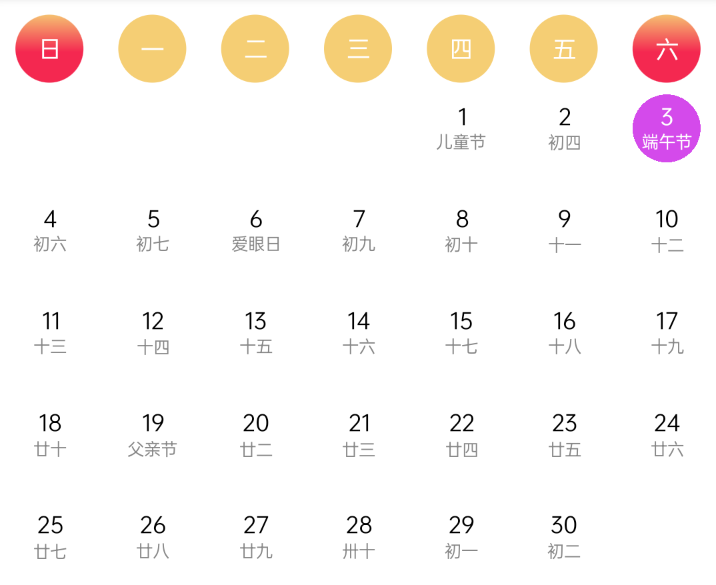 日 一 二 三 四 五 六
1 2 3
儿童节 初四 端午节
4 5 6 7 8 9 10
初六 初七 爱眼日 初九 初十 十一 十二
11 12 13 14 15 16 17
十三 十四 十五 十六 十七 十八 十九
18 19 20 21 22 23 24
廿十 父亲节 廿二 廿三 廿四 廿五 廿六
25 26 27 28 29 30
廿七 廿八 廿九 卅十 初一 初二